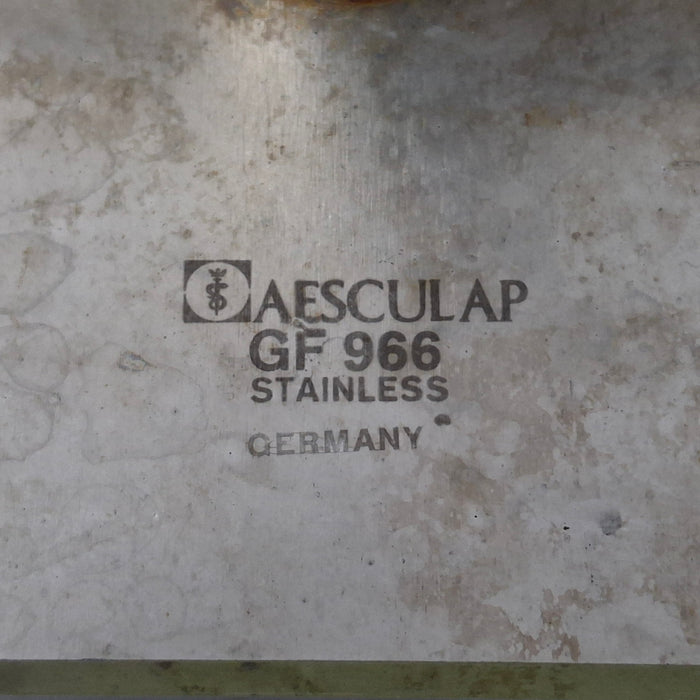 AESCULAP
GF 966
STAINLESS
GERMANY